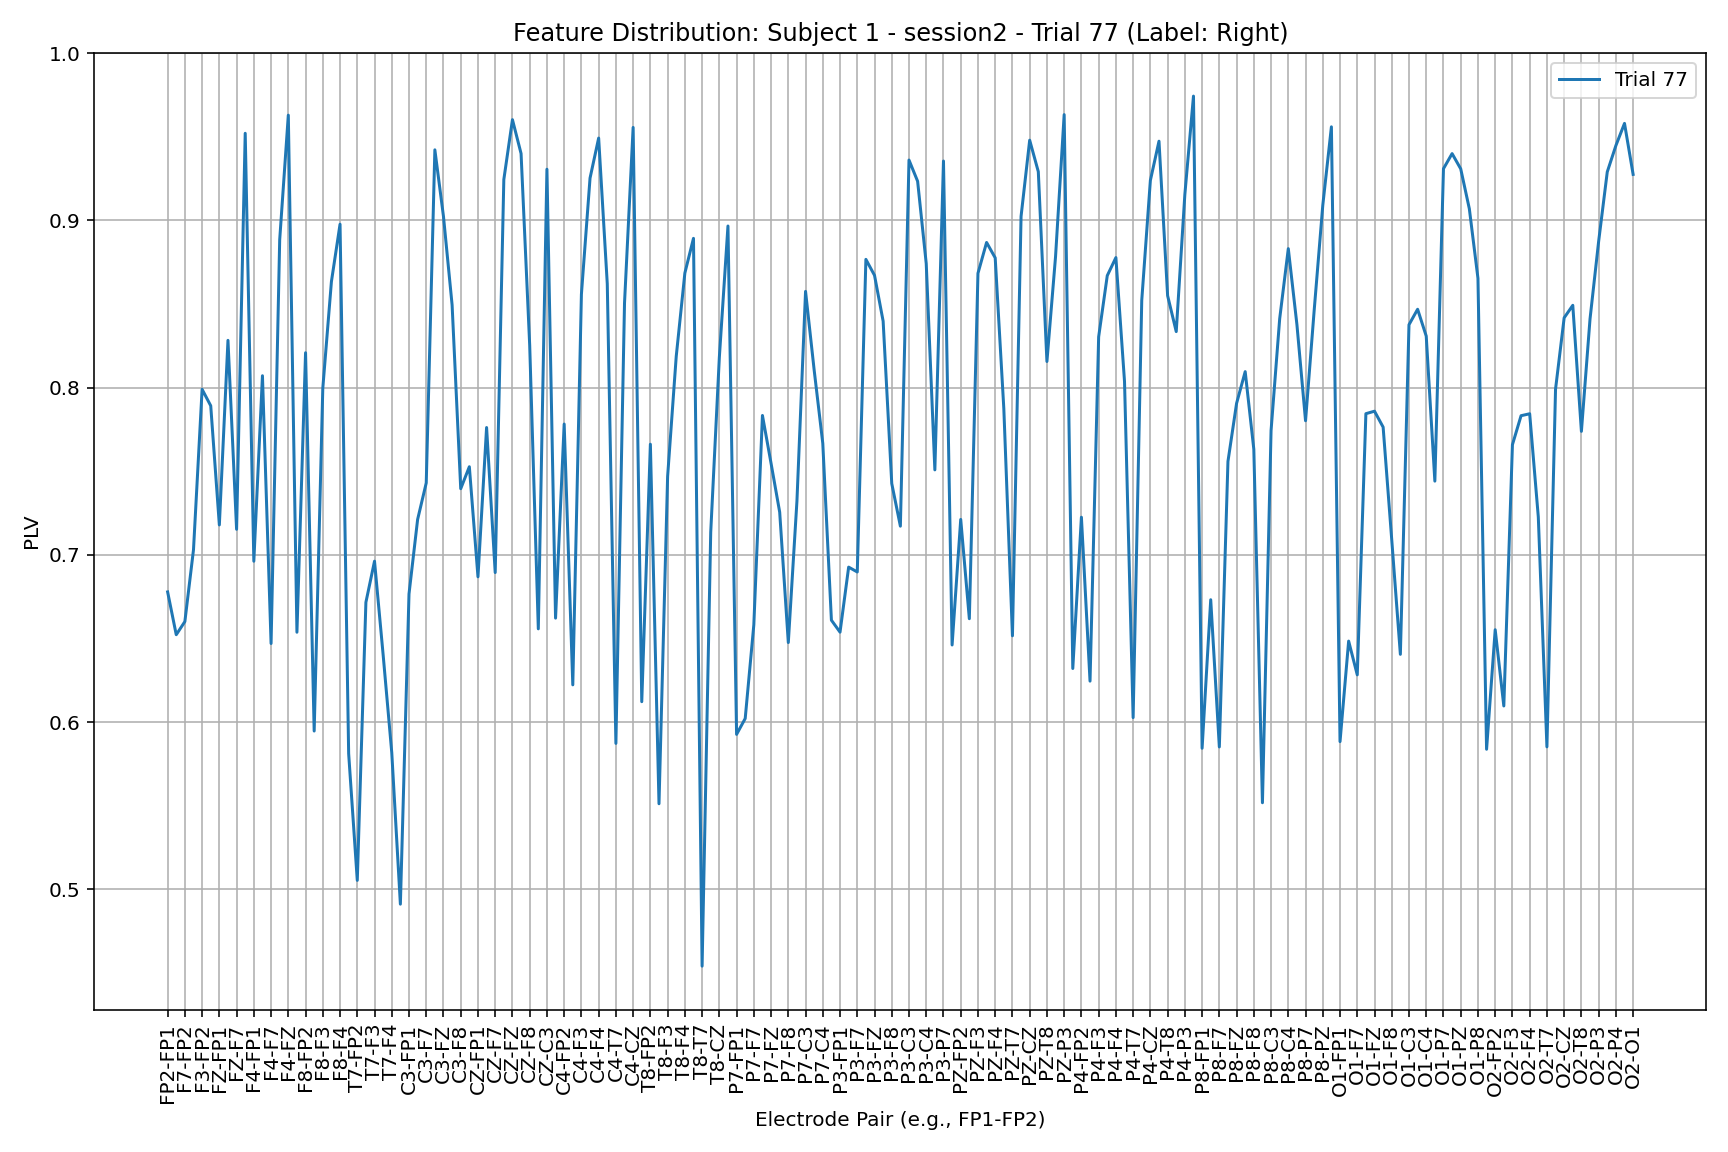 Feature Distribution: Subject 1 - session2 - Trial 77 (Label: Right)
Trial 77
1.0
0.9
0.8
0.7
0.6
0.5
PLV
FP2-FP1
F7-FP2
F3-FP2
FZ-FP1
FZ-F7
F4-FP1
F4-F7
F4-FZ
F8-FP2
F8-F3
F8-F4
T7-FP2
T7-F3
T7-F4
C3-FP1
C3-F7
C3-FZ
C3-F8
CZ-FP1
CZ-F7
CZ-FZ
CZ-F8
CZ-C3
C4-FP2
C4-F3
C4-F4
C4-T7
C4-CZ
T8-FP2
T8-F3
T8-F4
T8-T7
T8-CZ
P7-FP1
P7-F7
P7-FZ
P7-F8
P7-C3
P7-C4
P3-FP1
P3-F7
P3-FZ
P3-F8
P3-C3
P3-C4
P3-P7
PZ-FP2
PZ-F3
PZ-F4
PZ-T7
PZ-CZ
PZ-T8
PZ-P3
P4-FP2
P4-F3
P4-F4
P4-T7
P4-CZ
P4-T8
P4-P3
P8-FP1
P8-F7
P8-FZ
P8-F8
P8-C3
P8-C4
P8-P7
P8-PZ
O1-FP1
O1-F7
O1-FZ
O1-F8
O1-C3
O1-C4
O1-P7
O1-PZ
O1-P8
O2-FP2
O2-F3
O2-F4
O2-T7
O2-CZ
O2-T8
O2-P3
O2-P4
O2-O1
Electrode Pair (e.g., FP1-FP2)